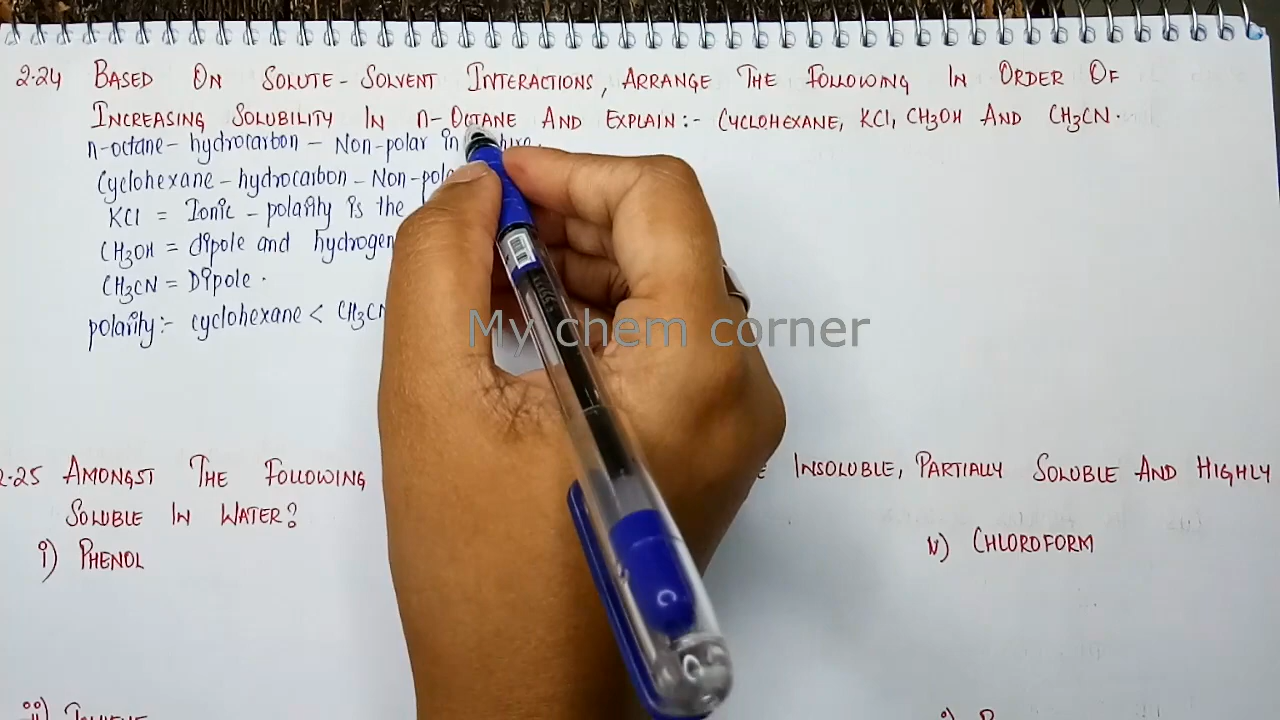 2.24 BASED ON SOLUTE-SOLVENT INTERACTIONS, ARRANGE THE FOLLOWING IN ORDER OF
INCREASING SOLUBILITY IN n-OCTANE AND EXPLAIN:- CYCLOHEXANE, KCl, CH3OH AND CH3CN.
n-octane - hydrocarbon - Non-polar in
Cyclohexane - hydrocarbon - Non-pola
KCl = Ionic - polarity is the
CH3OH = dipole and hydrogen
CH3CN = Dipole.
polarity:- cyclohexane < CH3CN
My chem corner
2.25 AMONGST THE FOLLOWING INSOLUBLE, PARTIALLY SOLUBLE AND HIGHLY
SOLUBLE IN WATER?
i) PHENOL
v) CHLOROFORM